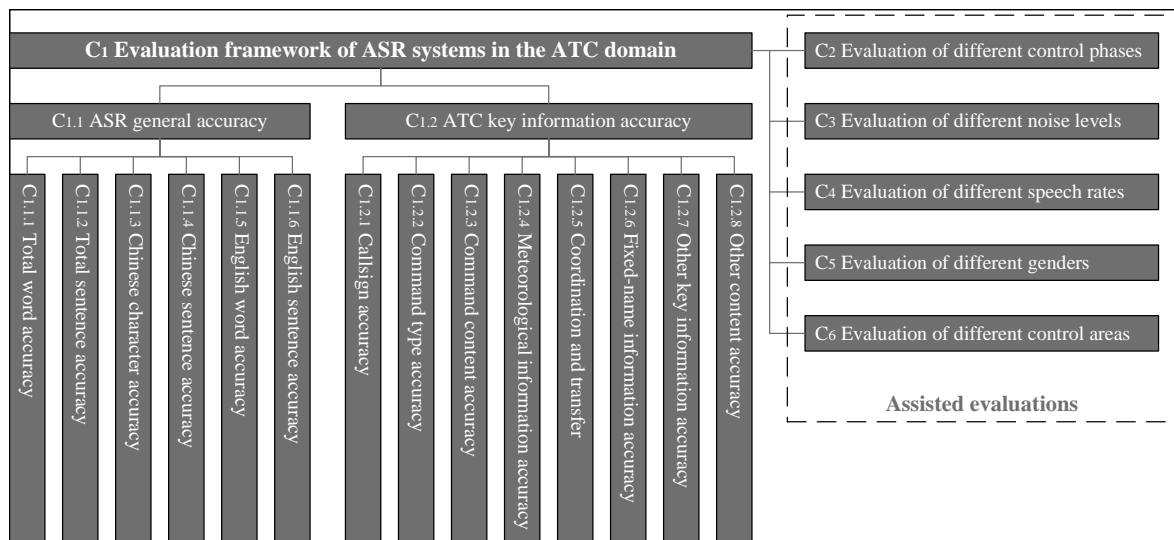 C1 Evaluation framework of ASR systems in the ATC domain
C1.1 ASR general accuracy
C1.2 ATC key information accuracy
C1.1.1 Total word accuracy
C1.1.2 Total sentence accuracy
C1.1.3 Chinese character accuracy
C1.1.4 Chinese sentence accuracy
C1.1.5 English word accuracy
C1.1.6 English sentence accuracy
C1.2.1 Callsign accuracy
C1.2.2 Command type accuracy
C1.2.3 Command content accuracy
C1.2.4 Meteorological information accuracy
C1.2.5 Coordination and transfer
C1.2.6 Fixed-name information accuracy
C1.2.7 Other key information accuracy
C1.2.8 Other content accuracy
C2 Evaluation of different control phases
C3 Evaluation of different noise levels
C4 Evaluation of different speech rates
C5 Evaluation of different genders
C6 Evaluation of different control areas
Assisted evaluations